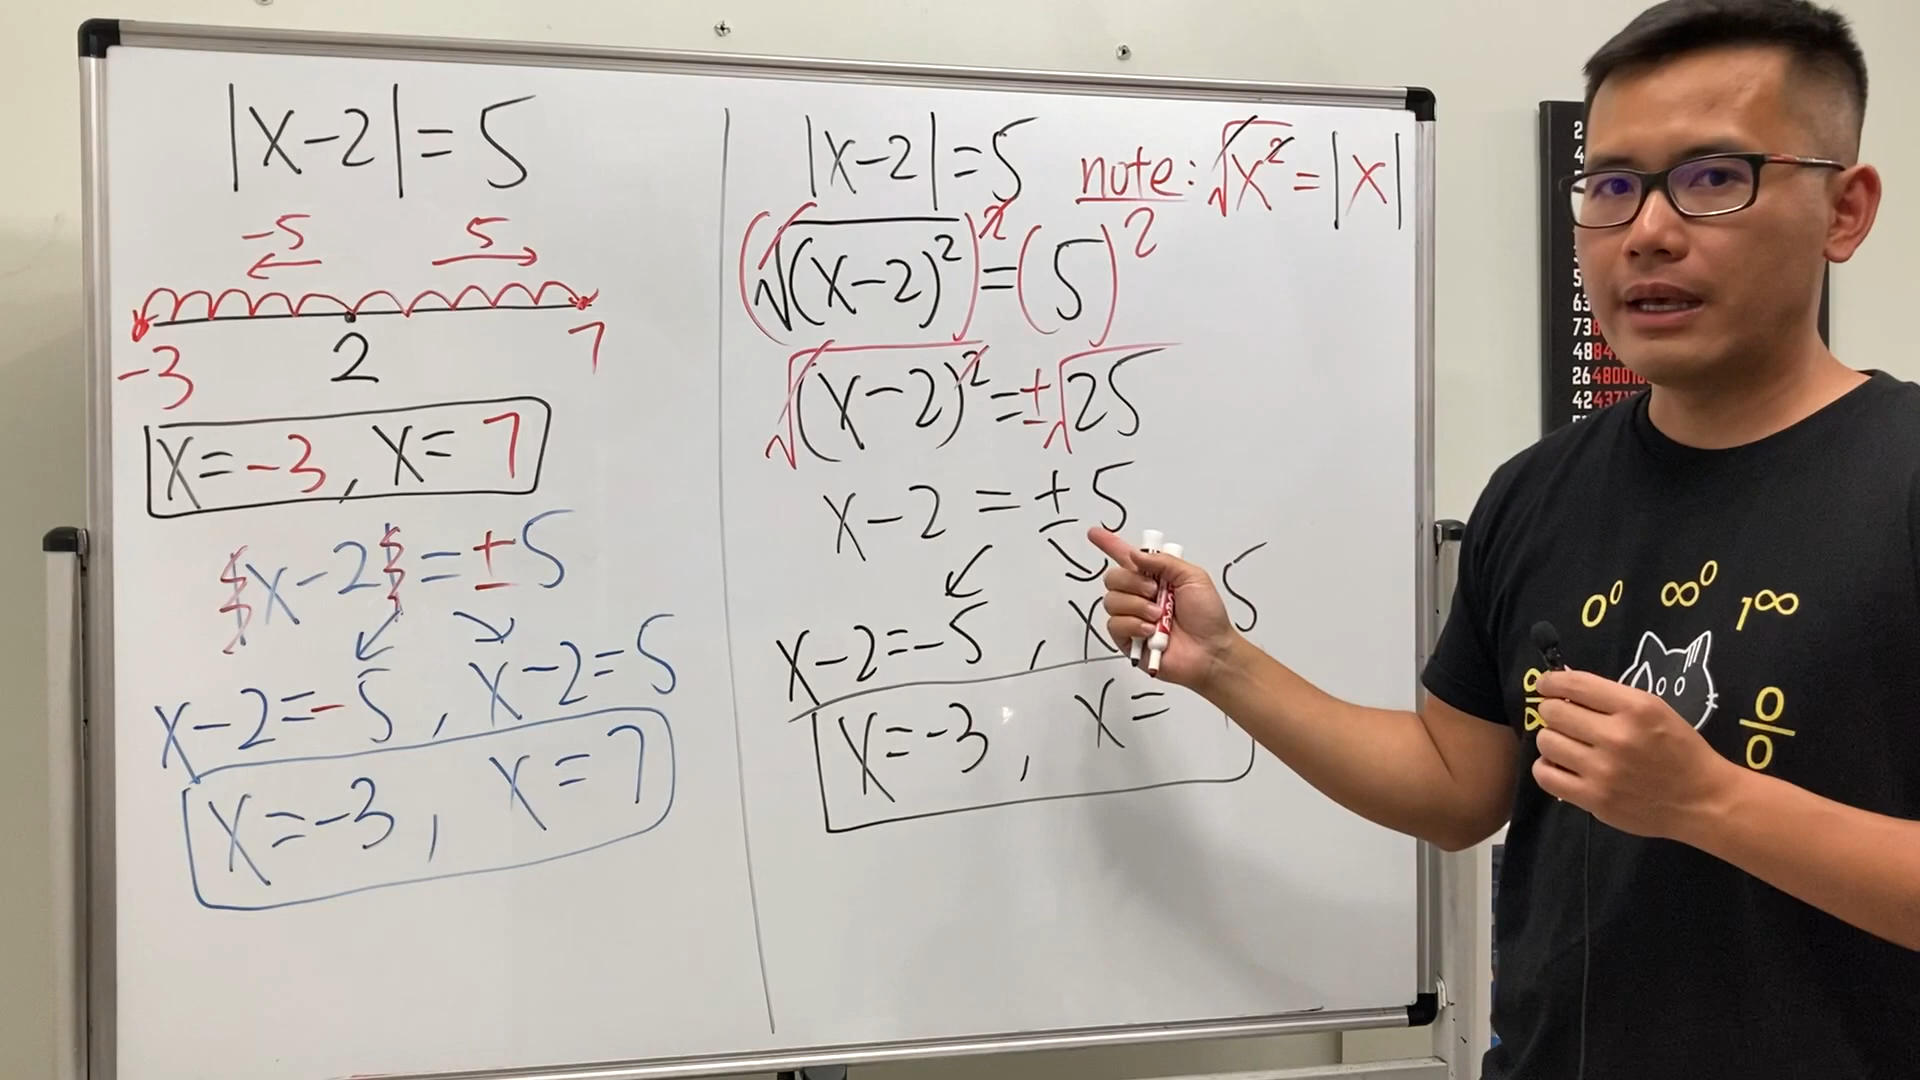 |x-2|=5
-5 5
-3 2 7
x=-3, x=7
x-2=±5
x-2=-5, x-2=5
x=-3, x=7
|x-2|=5
note: √x² = |x|
(√(x-2)²)²=(5)²
√(x-2)²=±√25
x-2=±5
x-2=-5, x 5
x=-3, x=
0⁰ ∞⁰ 1^∞
0/0